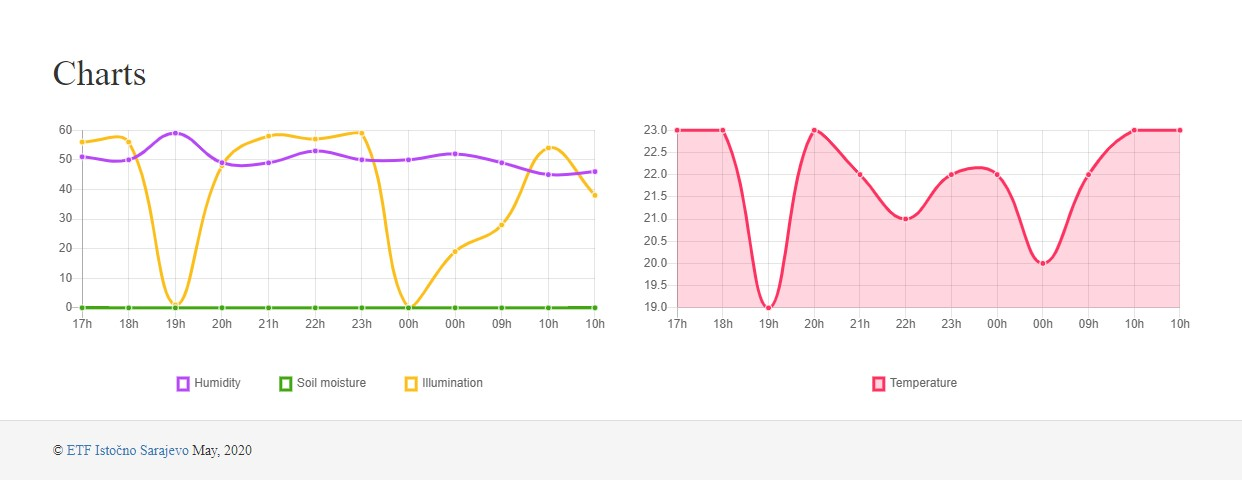 Charts
60
50
40
30
20
10
0
17h 18h 19h 20h 21h 22h 23h 00h 00h 09h 10h 10h
Humidity Soil moisture Illumination
23.0
22.5
22.0
21.5
21.0
20.5
20.0
19.5
19.0
17h 18h 19h 20h 21h 22h 23h 00h 00h 09h 10h 10h
Temperature
© ETF Istočno Sarajevo May, 2020